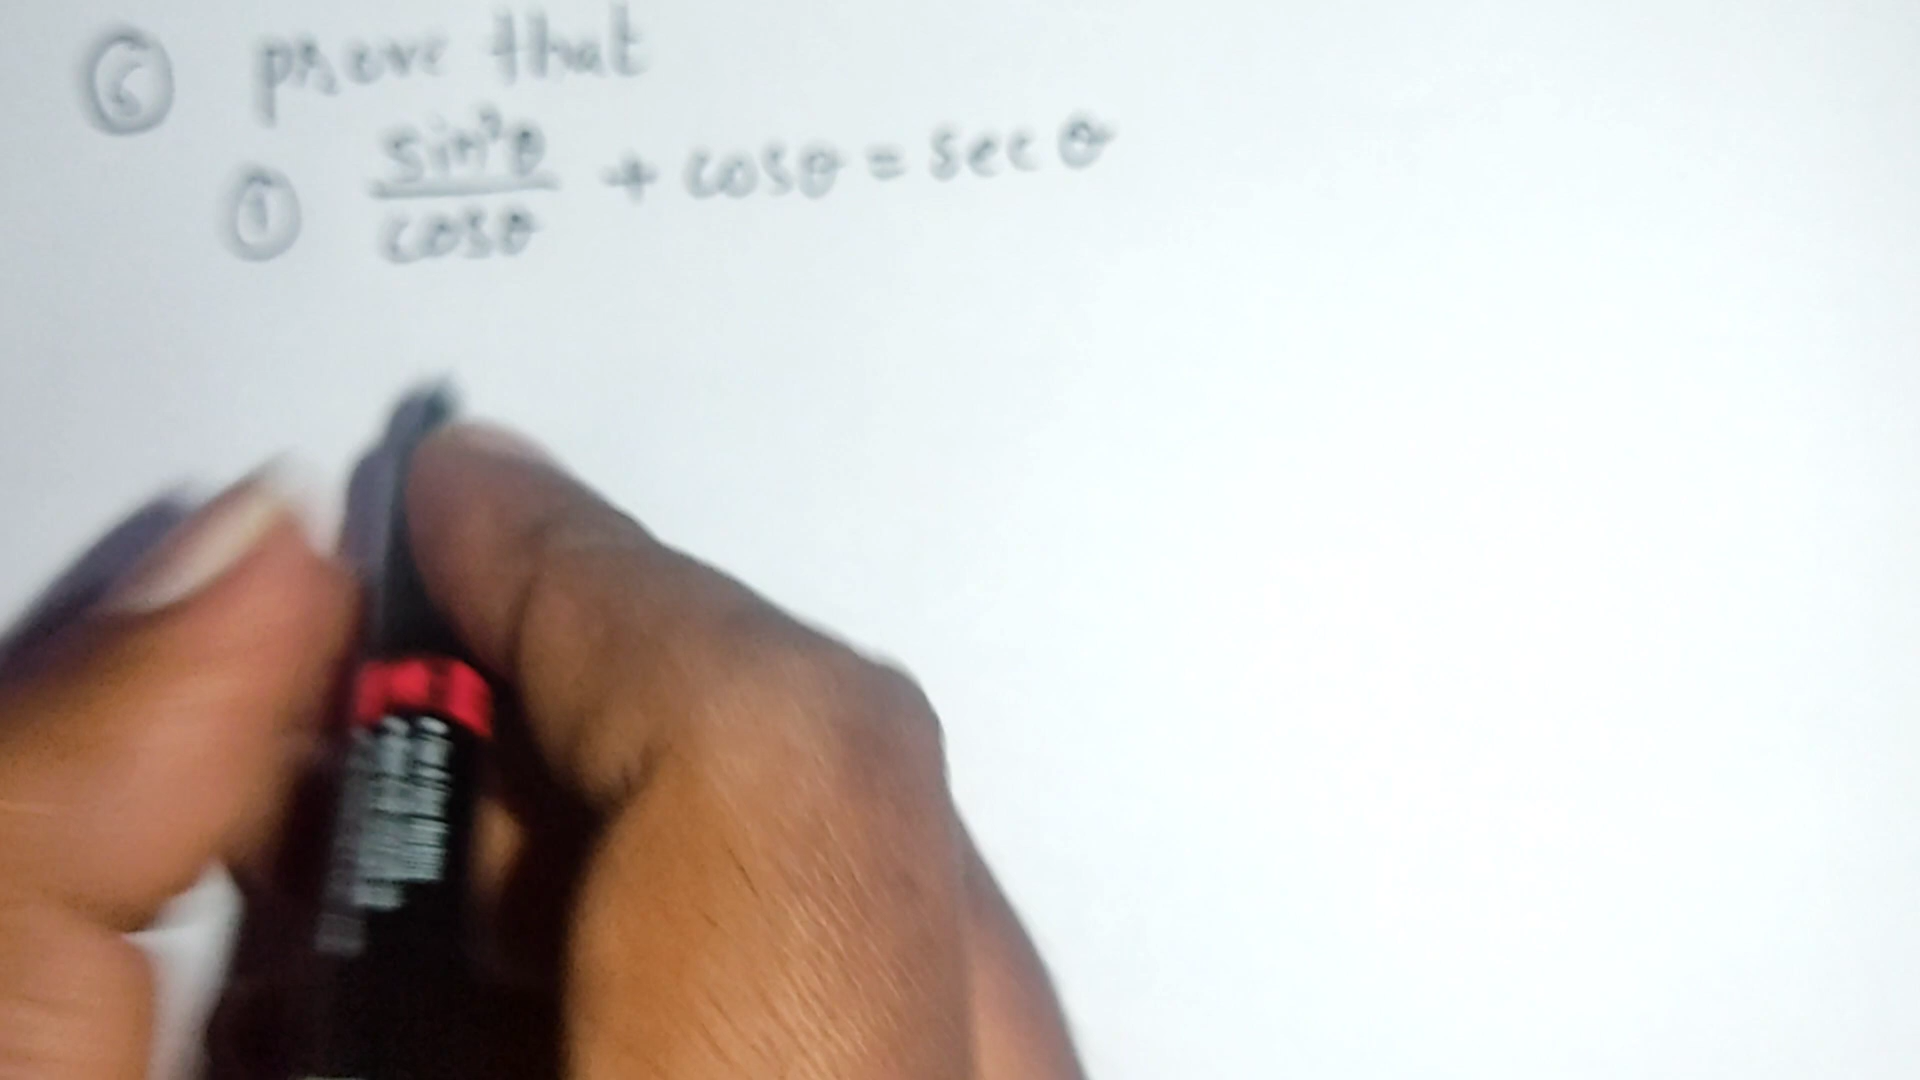 ⑥ prove that
① sin²θ/cosθ + cosθ = sec θ